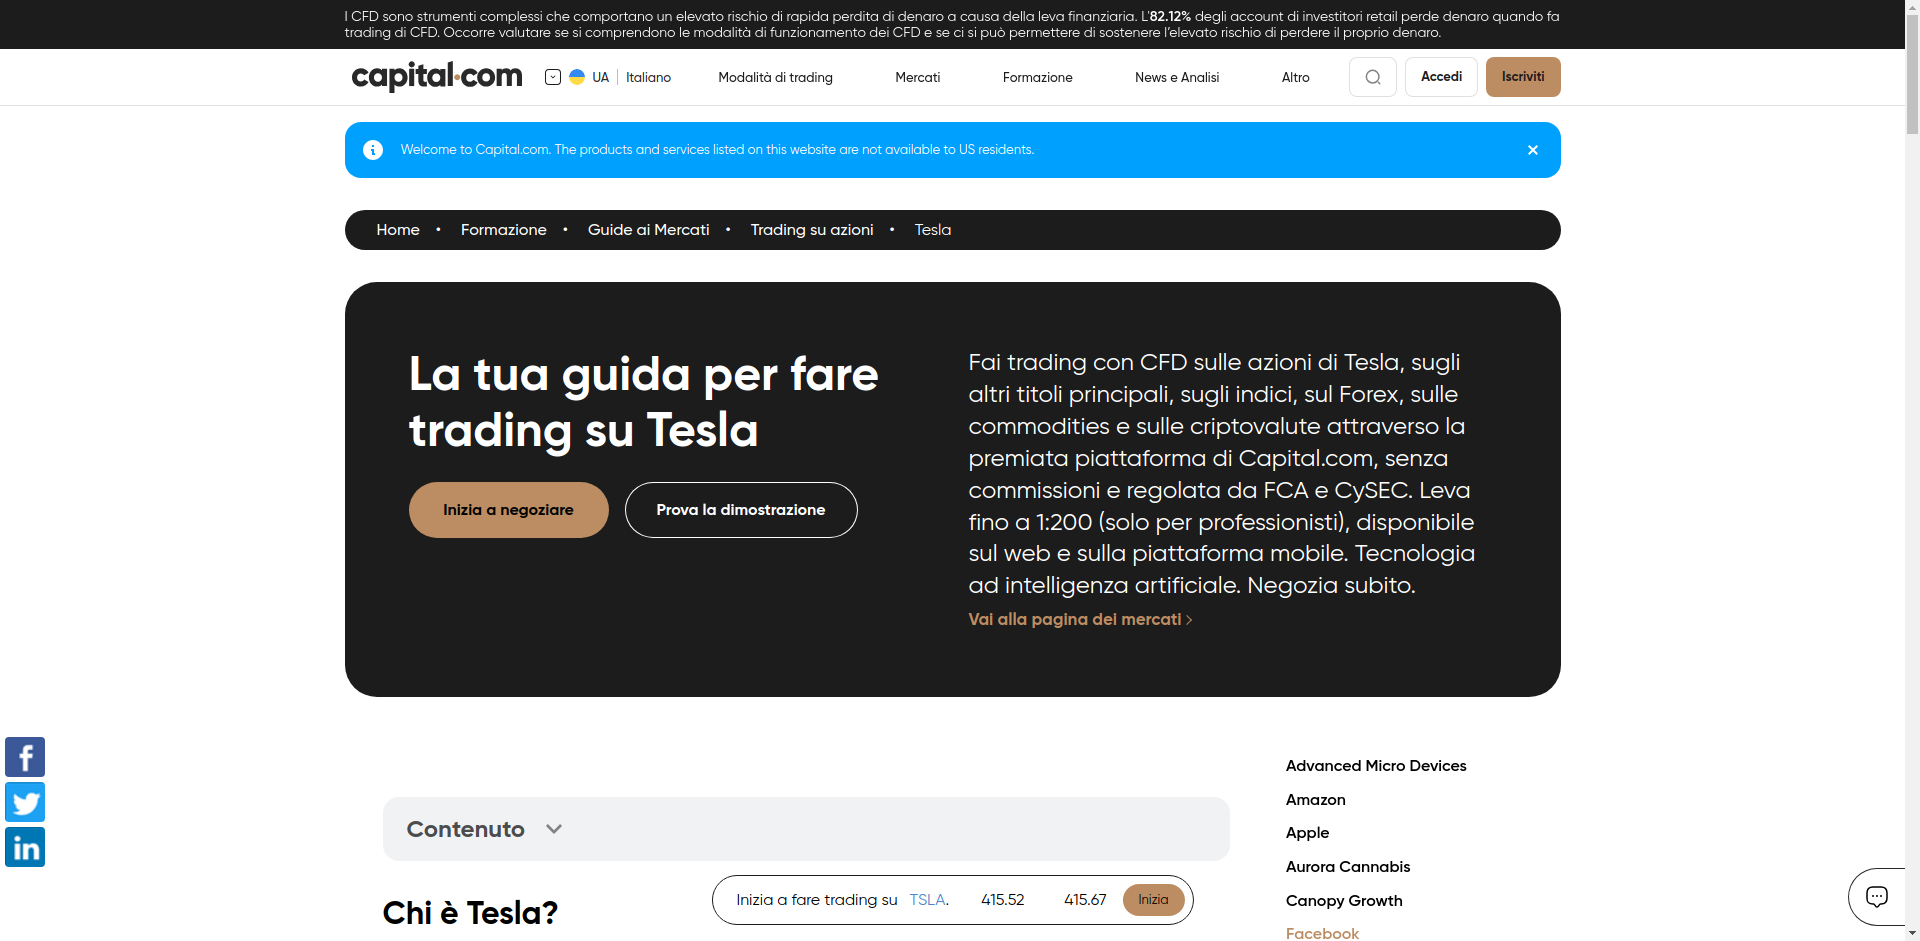 I CFD sono strumenti complessi che comportano un elevato rischio di rapida perdita di denaro a causa della leva finanziaria. L'82.12% degli account di investitori retail perde denaro quando fa
trading di CFD. Occorre valutare se si comprendono le modalità di funzionamento dei CFD e se ci si può permettere di sostenere l'elevato rischio di perdere il proprio denaro.
capital.com
UA
Italiano
Modalità di trading
Mercati
Formazione
News e Analisi
Altro
Accedi
Iscriviti
Welcome to Capital.com. The products and services listed on this website are not available to US residents.
Home • Formazione • Guide ai Mercati • Trading su azioni • Tesla
La tua guida per fare
trading su Tesla
Inizia a negoziare
Prova la dimostrazione
Fai trading con CFD sulle azioni di Tesla, sugli
altri titoli principali, sugli indici, sul Forex, sulle
commodities e sulle criptovalute attraverso la
premiata piattaforma di Capital.com, senza
commissioni e regolata da FCA e CySEC. Leva
fino a 1:200 (solo per professionisti), disponibile
sul web e sulla piattaforma mobile. Tecnologia
ad intelligenza artificiale. Negozia subito.
Vai alla pagina dei mercati
f
in
Contenuto
Chi è Tesla?
Inizia a fare trading su TSLA. 415.52 415.67 Inizia
Advanced Micro Devices
Amazon
Apple
Aurora Cannabis
Canopy Growth
Facebook